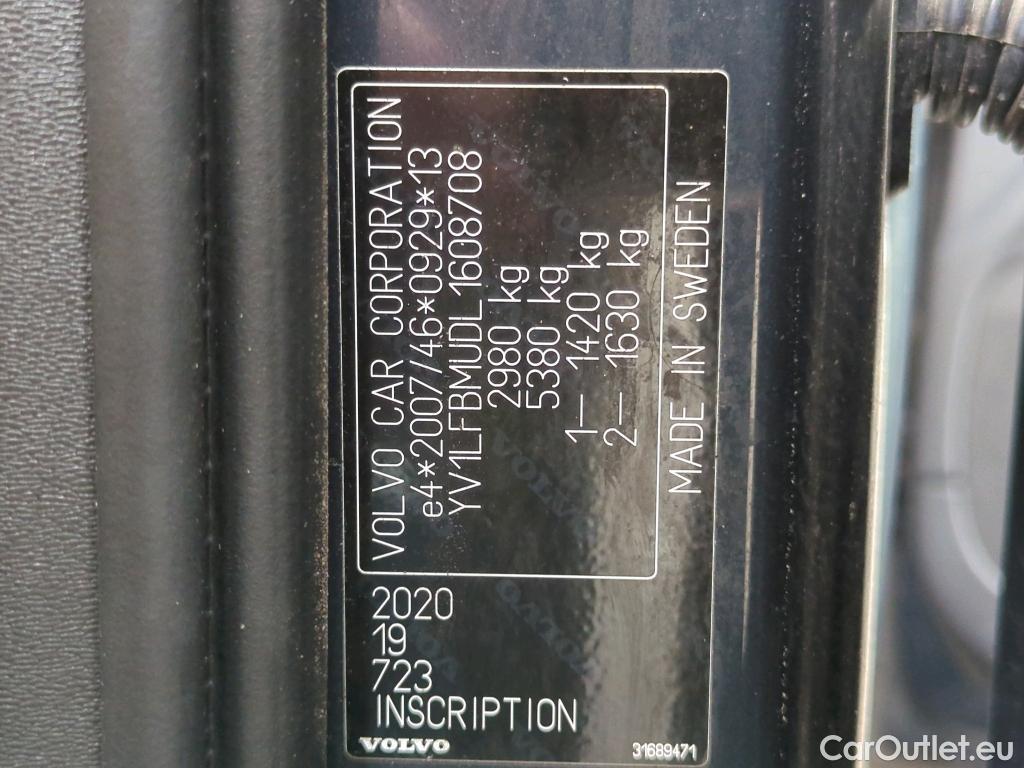 VOLVO CAR CORPORATION
e4*2007/46*0929*13
YV1LFBMUDL1608708
2980 kg
5380 kg
1— 1420 kg
2— 1630 kg
MADE IN SWEDEN
2020
19
723
INSCRIPTION
VOLVO
31689471
CarOutlet.eu